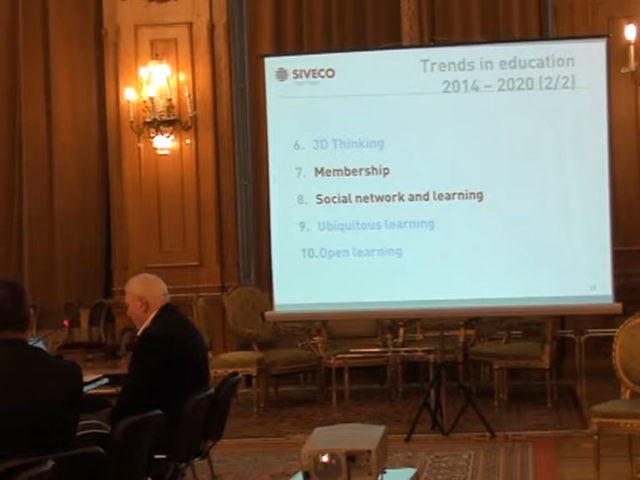 SIVECO
Trends in education
2014 – 2020 (2/2)
6. 3D Thinking
7. Membership
8. Social network and learning
9. Ubiquitous learning
10. Open learning